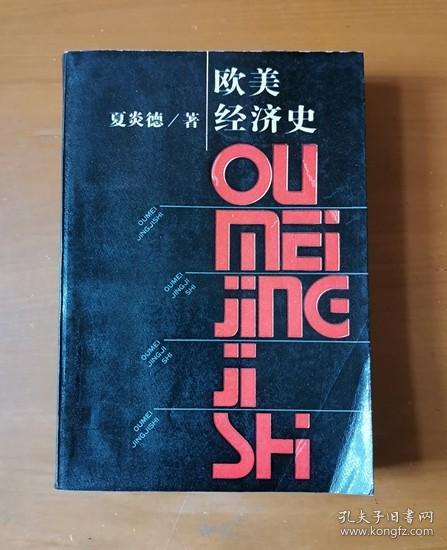 欧美
经济史
夏炎德/著
OU
MEI
JING
JI
SHI
OUMEI
JINGJISHI
OUMEI
JINGJI
SHI
OUMEI
JINGJI
SHI
OUMEI
JINGJISHI
孔夫子旧书网
www.kongfz.com